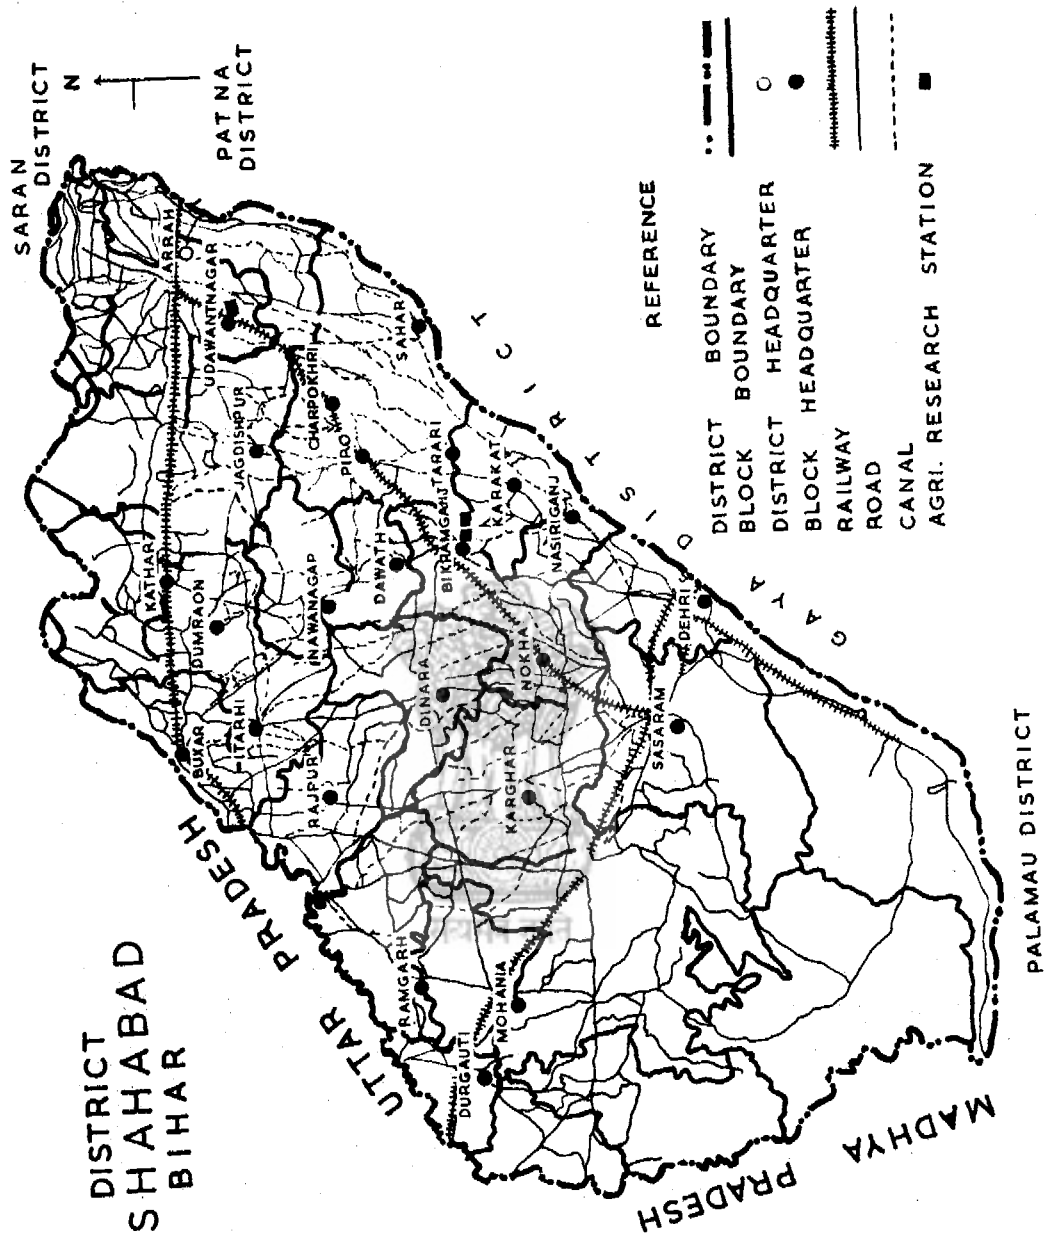 DISTRICT
SHAHABAD
BIHAR
SARAN
DISTRICT
N
PATNA
DISTRICT
UTTAR PRADESH
MADHYA
PRADESH
PALAMAU DISTRICT
GAYA DISTRICT
ARRAH
UDAWANTNAGAR
JAGDISHPUR
CHARPOKHRI
SAHAR
PIRO
TARARI
KATHAR
DUMRAON
NAWANAGAP
DAWATH
BIKRAMGANJ
KARAKAT
NASIRIGANJ
BUXAR
ITARHI
RAJPUR
DINARA
NOKHA
DEHRI
KARGHAR
SASARAM
RAMGARH
MOHANIA
DURGAUTI
REFERENCE
DISTRICT BOUNDARY
BLOCK BOUNDARY
DISTRICT HEADQUARTER
BLOCK HEADQUARTER
RAILWAY
ROAD
CANAL
AGRI. RESEARCH STATION